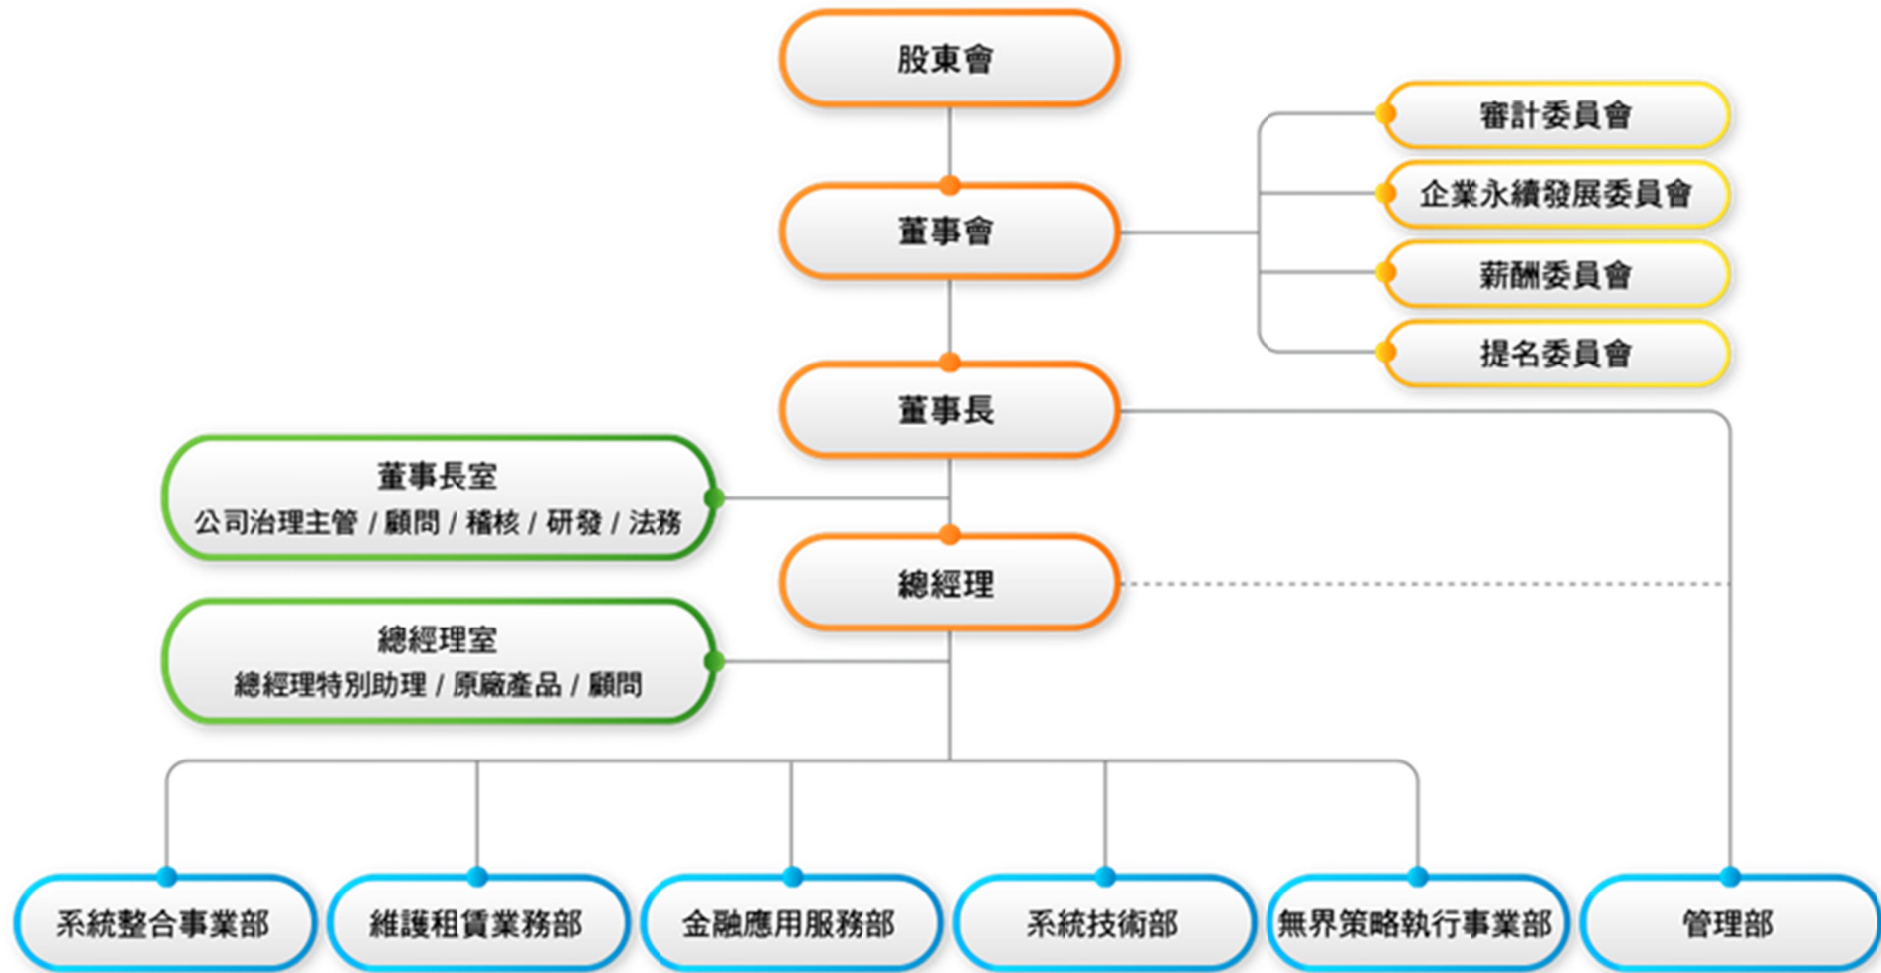 股東會
審計委員會
企業永續發展委員會
董事會
薪酬委員會
提名委員會
董事長
董事長室
公司治理主管 / 顧問 / 稽核 / 研發 / 法務
總經理
總經理室
總經理特別助理 / 原廠產品 / 顧問
系統整合事業部
維護租賃業務部
金融應用服務部
系統技術部
無界策略執行事業部
管理部